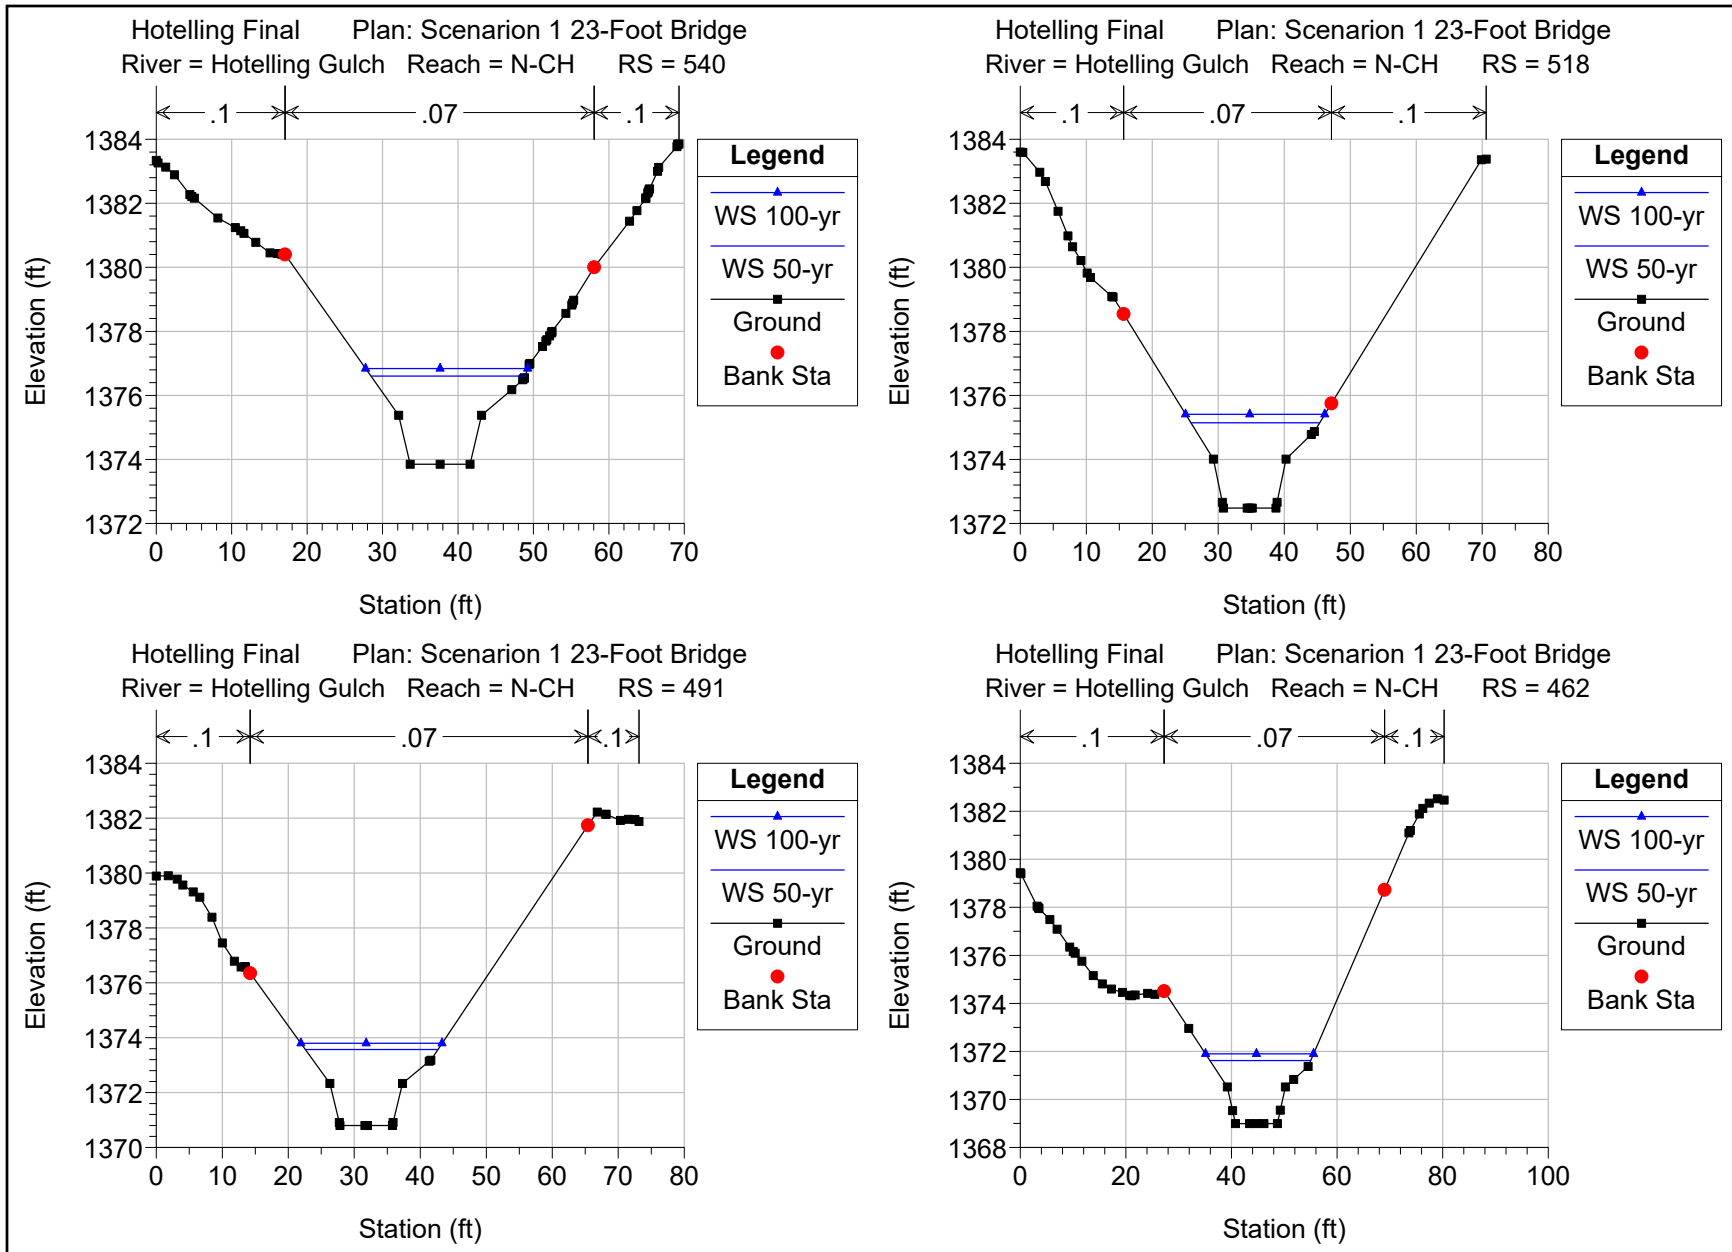 Hotelling Final Plan: Scenarion 1 23-Foot Bridge
River = Hotelling Gulch Reach = N-CH RS = 540
.1 .07 .1
1384
1382
1380
1378
1376
1374
1372
Elevation (ft)
0 10 20 30 40 50 60 70
Station (ft)
Legend
WS 100-yr
WS 50-yr
Ground
Bank Sta
Hotelling Final Plan: Scenarion 1 23-Foot Bridge
River = Hotelling Gulch Reach = N-CH RS = 518
.1 .07 .1
1384
1382
1380
1378
1376
1374
1372
Elevation (ft)
0 10 20 30 40 50 60 70 80
Station (ft)
Legend
WS 100-yr
WS 50-yr
Ground
Bank Sta
Hotelling Final Plan: Scenarion 1 23-Foot Bridge
River = Hotelling Gulch Reach = N-CH RS = 491
.1 .07 .1
1384
1382
1380
1378
1376
1374
1372
1370
Elevation (ft)
0 10 20 30 40 50 60 70 80
Station (ft)
Legend
WS 100-yr
WS 50-yr
Ground
Bank Sta
Hotelling Final Plan: Scenarion 1 23-Foot Bridge
River = Hotelling Gulch Reach = N-CH RS = 462
.1 .07 .1
1384
1382
1380
1378
1376
1374
1372
1370
1368
Elevation (ft)
0 20 40 60 80 100
Station (ft)
Legend
WS 100-yr
WS 50-yr
Ground
Bank Sta